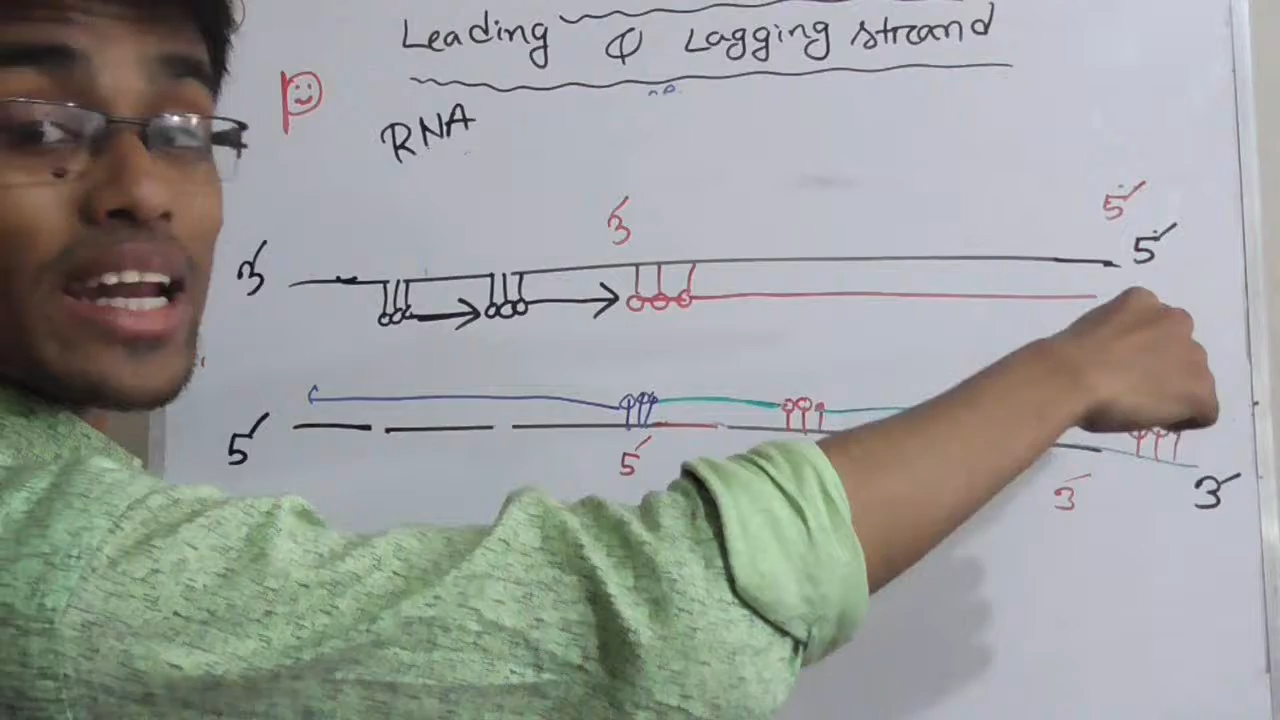 Leading & Lagging strand
RNA
3′ 5′
3′ 5′
5′ 5′ 3′ 3′